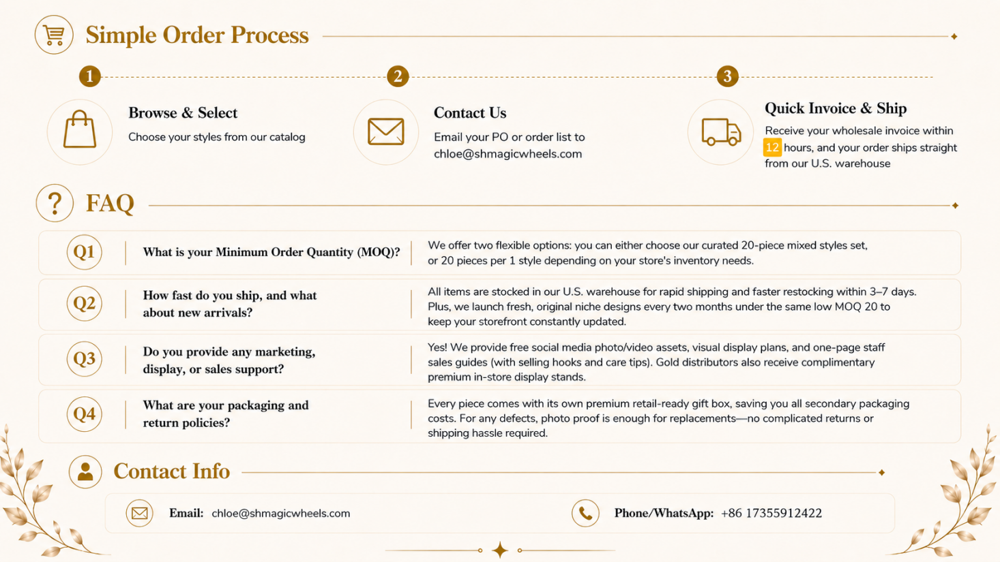 Simple Order Process
1
2
3
Browse & Select
Choose your styles from our catalog
Contact Us
Email your PO or order list to
chloe@shmagicwheels.com
Quick Invoice & Ship
Receive your wholesale invoice within
12 hours, and your order ships straight
from our U.S. warehouse
?
FAQ
Q1
What is your Minimum Order Quantity (MOQ)?
We offer two flexible options: you can either choose our curated 20-piece mixed styles set,
or 20 pieces per 1 style depending on your store's inventory needs.
Q2
How fast do you ship, and what
about new arrivals?
All items are stocked in our U.S. warehouse for rapid shipping and faster restocking within 3–7 days.
Plus, we launch fresh, original niche designs every two months under the same low MOQ 20 to
keep your storefront constantly updated.
Q3
Do you provide any marketing,
display, or sales support?
Yes! We provide free social media photo/video assets, visual display plans, and one-page staff
sales guides (with selling hooks and care tips). Gold distributors also receive complimentary
premium in-store display stands.
Q4
What are your packaging and
return policies?
Every piece comes with its own premium retail-ready gift box, saving you all secondary packaging
costs. For any defects, photo proof is enough for replacements—no complicated returns or
shipping hassle required.
Contact Info
Email: chloe@shmagicwheels.com
Phone/WhatsApp: +86 17355912422